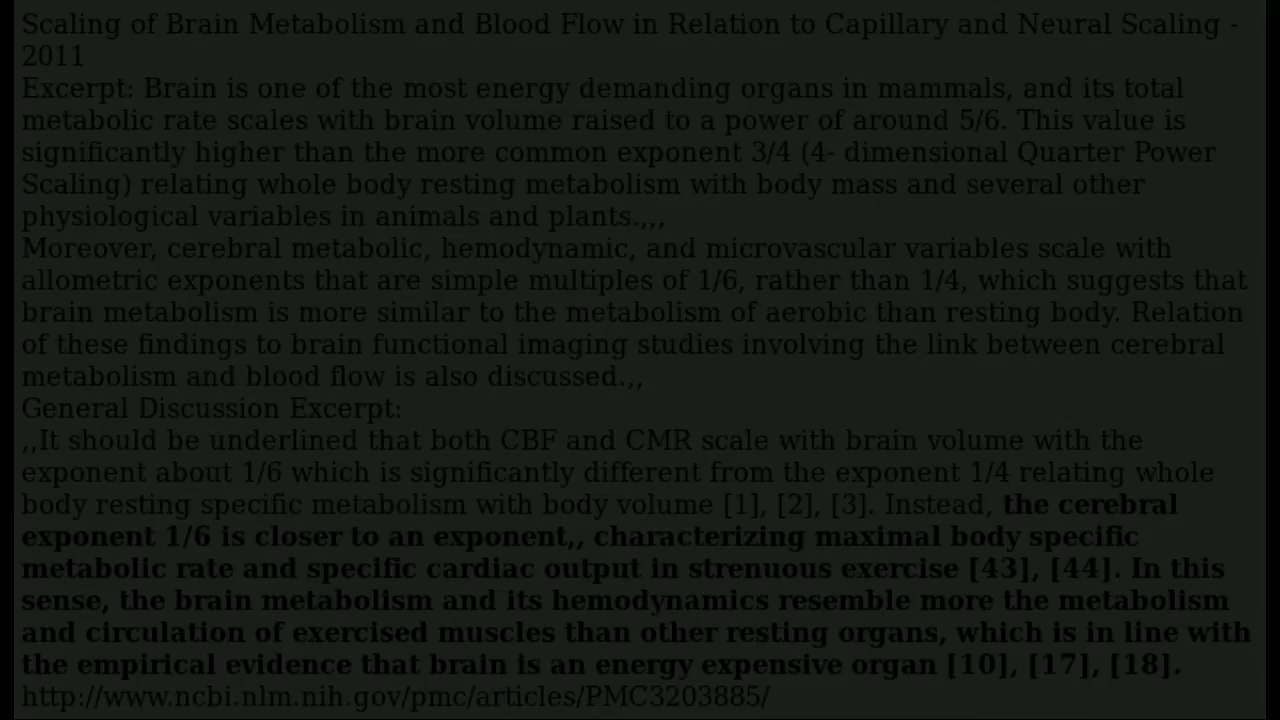 Scaling of Brain Metabolism and Blood Flow in Relation to Capillary and Neural Scaling -
2011
Excerpt: Brain is one of the most energy demanding organs in mammals, and its total
metabolic rate scales with brain volume raised to a power of around 5/6. This value is
significantly higher than the more common exponent 3/4 (4- dimensional Quarter Power
Scaling) relating whole body resting metabolism with body mass and several other
physiological variables in animals and plants.,,,
Moreover, cerebral metabolic, hemodynamic, and microvascular variables scale with
allometric exponents that are simple multiples of 1/6, rather than 1/4, which suggests that
brain metabolism is more similar to the metabolism of aerobic than resting body. Relation
of these findings to brain functional imaging studies involving the link between cerebral
metabolism and blood flow is also discussed.,,
General Discussion Excerpt:
,,It should be underlined that both CBF and CMR scale with brain volume with the
exponent about 1/6 which is significantly different from the exponent 1/4 relating whole
body resting specific metabolism with body volume [1], [2], [3]. Instead, the cerebral
exponent 1/6 is closer to an exponent,, characterizing maximal body specific
metabolic rate and specific cardiac output in strenuous exercise [43], [44]. In this
sense, the brain metabolism and its hemodynamics resemble more the metabolism
and circulation of exercised muscles than other resting organs, which is in line with
the empirical evidence that brain is an energy expensive organ [10], [17], [18].
http://www.ncbi.nlm.nih.gov/pmc/articles/PMC3203885/